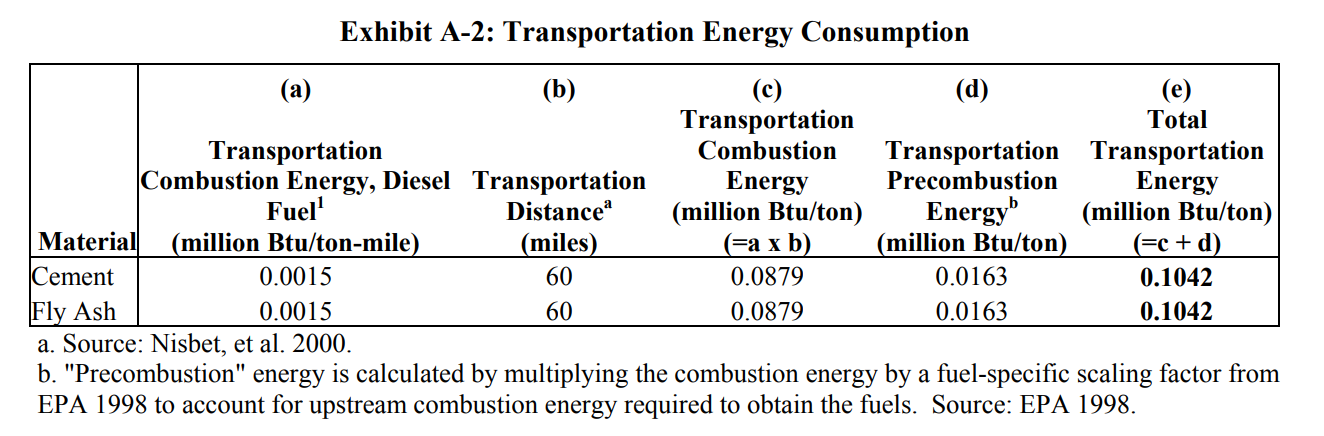 Exhibit A-2: Transportation Energy Consumption
(a) (b) (c) (d) (e)
Transportation Total
Transportation Combustion Transportation Transportation
Combustion Energy, Diesel Transportation Energy Precombustion Energy
Fuel1 Distancea (million Btu/ton) Energyb (million Btu/ton)
Material (million Btu/ton-mile) (miles) (=a x b) (million Btu/ton) (=c + d)
Cement 0.0015 60 0.0879 0.0163 0.1042
Fly Ash 0.0015 60 0.0879 0.0163 0.1042
a. Source: Nisbet, et al. 2000.
b. "Precombustion" energy is calculated by multiplying the combustion energy by a fuel-specific scaling factor from
EPA 1998 to account for upstream combustion energy required to obtain the fuels. Source: EPA 1998.